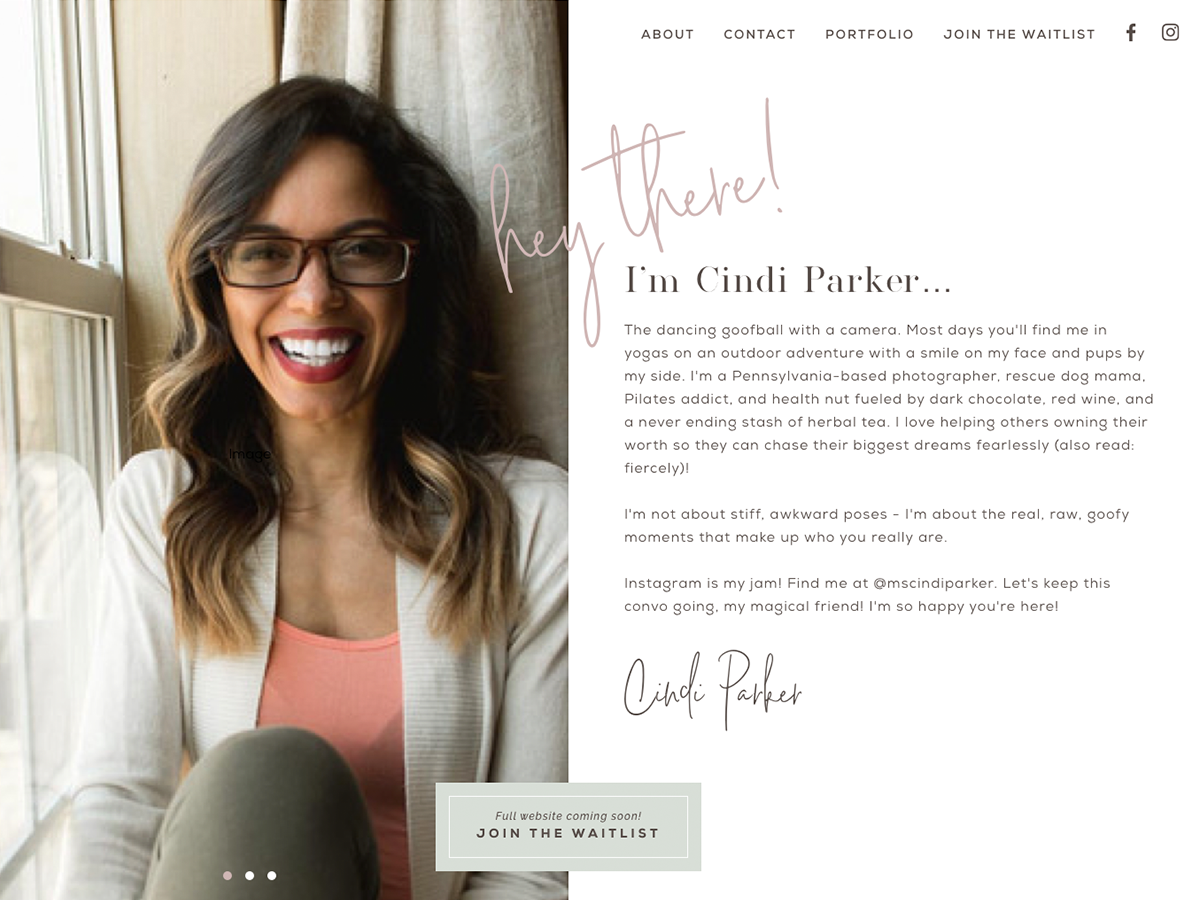 ABOUT CONTACT PORTFOLIO JOIN THE WAITLIST
hey there!
I'm Cindi Parker...
The dancing goofball with a camera. Most days you'll find me in
yogas on an outdoor adventure with a smile on my face and pups by
my side. I'm a Pennsylvania-based photographer, rescue dog mama,
Pilates addict, and health nut fueled by dark chocolate, red wine, and
a never ending stash of herbal tea. I love helping others owning their
worth so they can chase their biggest dreams fearlessly (also read:
fiercely)!
I'm not about stiff, awkward poses - I'm about the real, raw, goofy
moments that make up who you really are.
Instagram is my jam! Find me at @mscindiparker. Let's keep this
convo going, my magical friend! I'm so happy you're here!
Cindi Parker
Image
Full website coming soon!
JOIN THE WAITLIST